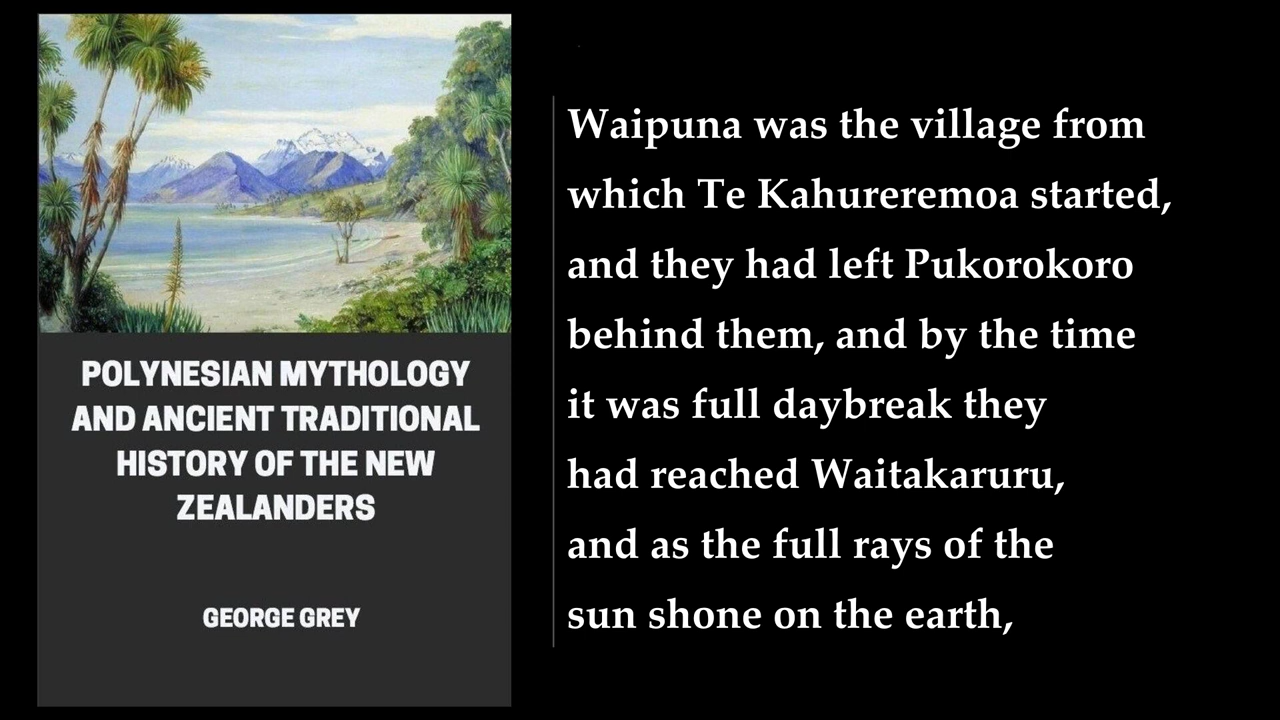 POLYNESIAN MYTHOLOGY
AND ANCIENT TRADITIONAL
HISTORY OF THE NEW
ZEALANDERS
GEORGE GREY
Waipuna was the village from
which Te Kahureremoa started,
and they had left Pukorokoro
behind them, and by the time
it was full daybreak they
had reached Waitakaruru,
and as the full rays of the
sun shone on the earth,